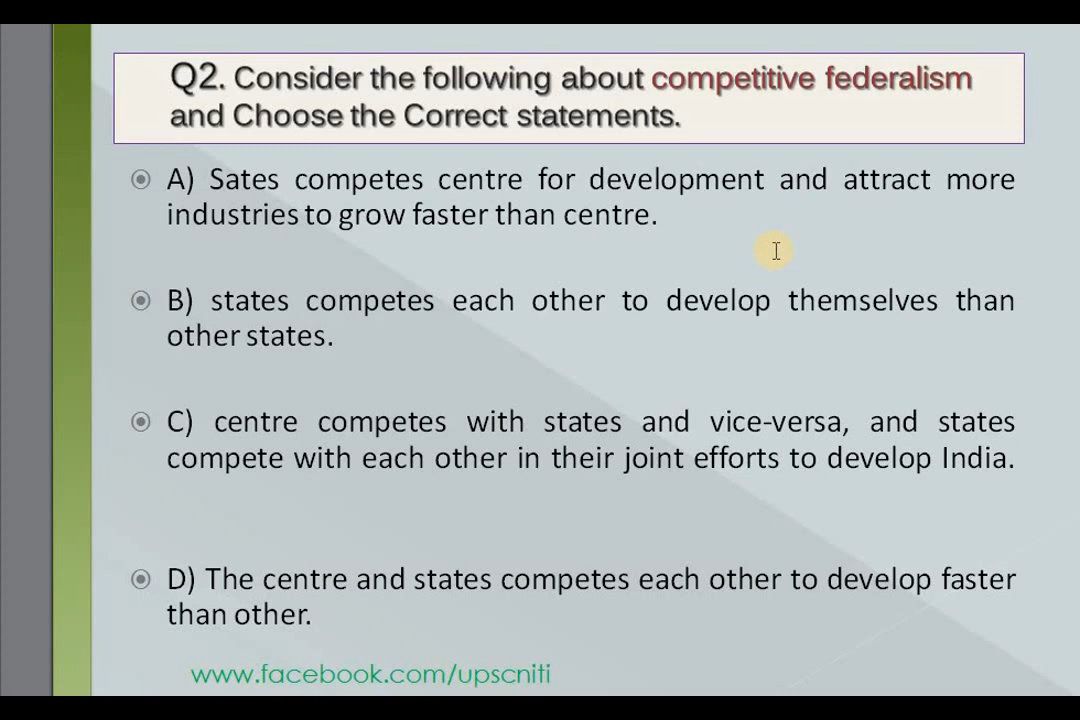 Q2. Consider the following about competitive federalism
and Choose the Correct statements.
A) Sates competes centre for development and attract more
industries to grow faster than centre.
B) states competes each other to develop themselves than
other states.
C) centre competes with states and vice-versa, and states
compete with each other in their joint efforts to develop India.
D) The centre and states competes each other to develop faster
than other.
www.facebook.com/upscniti